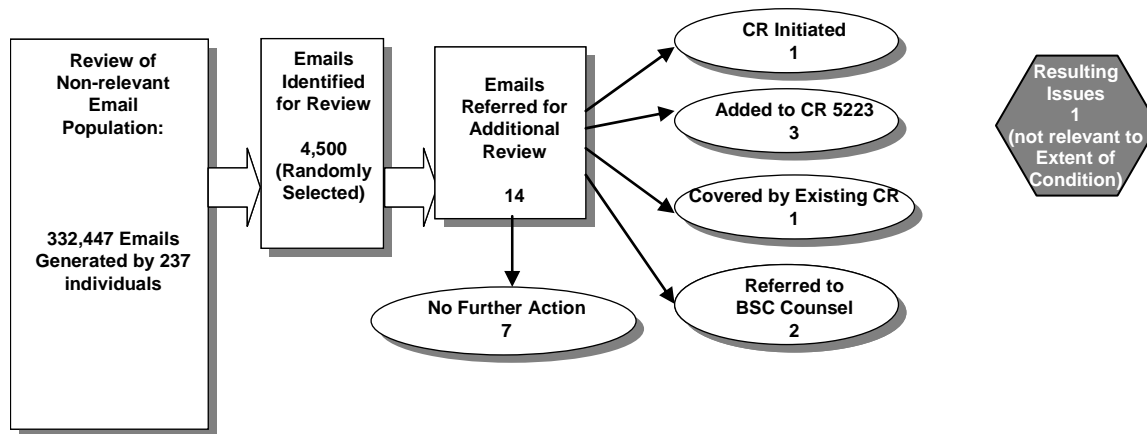 Review of
Non-relevant
Email
Population:
332,447 Emails
Generated by 237
individuals
Emails
Identified
for Review
4,500
(Randomly
Selected)
Emails
Referred for
Additional
Review
14
CR Initiated
1
Added to CR 5223
3
Covered by Existing CR
1
Referred to
BSC Counsel
2
No Further Action
7
Resulting
Issues
1
(not relevant to
Extent of
Condition)